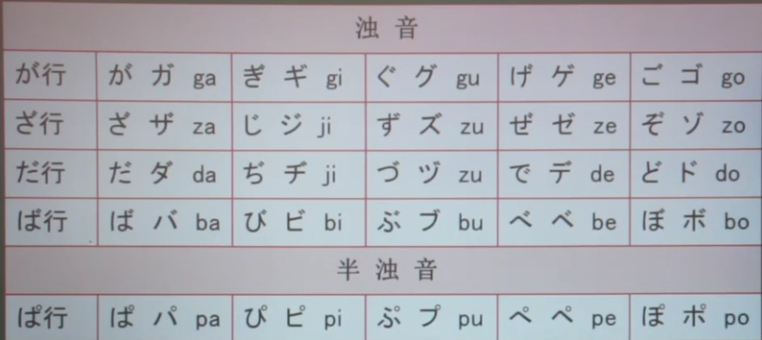 浊 音
が行 が ガ ga ぎ ギ gi ぐ グ gu げ ゲ ge ご ゴ go
ざ行 ざ ザ za じ ジ ji ず ズ zu ぜ ゼ ze ぞ ゾ zo
だ行 だ ダ da ぢ ヂ ji づ ヅ zu で デ de ど ド do
ば行 ば バ ba び ビ bi ぶ ブ bu べ ベ be ぼ ボ bo
半 浊 音
ぱ行 ぱ パ pa ぴ ピ pi ぷ プ pu ぺ ペ pe ぽ ポ po